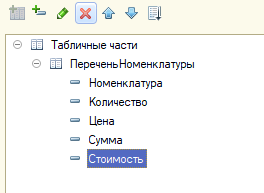 Табличные части
ПереченьНоменклатуры
Номенклатура
Количество
Цена
Сумма
Стоимость